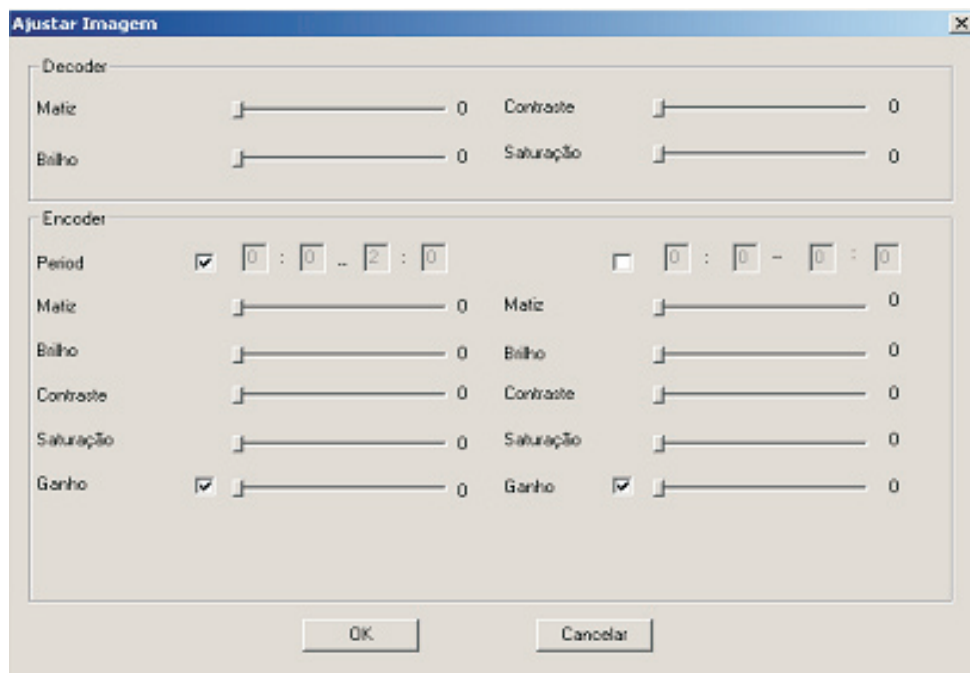 Ajustar Imagem
Decoder
Matiz 0 Contraste 0
Brilho 0 Saturação 0
Encoder
Period 0 : 0 .. 2 : 0 0 : 0 - 0 : 0
Matiz 0 Matiz 0
Brilho 0 Brilho 0
Contraste 0 Contraste 0
Saturação 0 Saturação 0
Ganho 0 Ganho 0
OK Cancelar